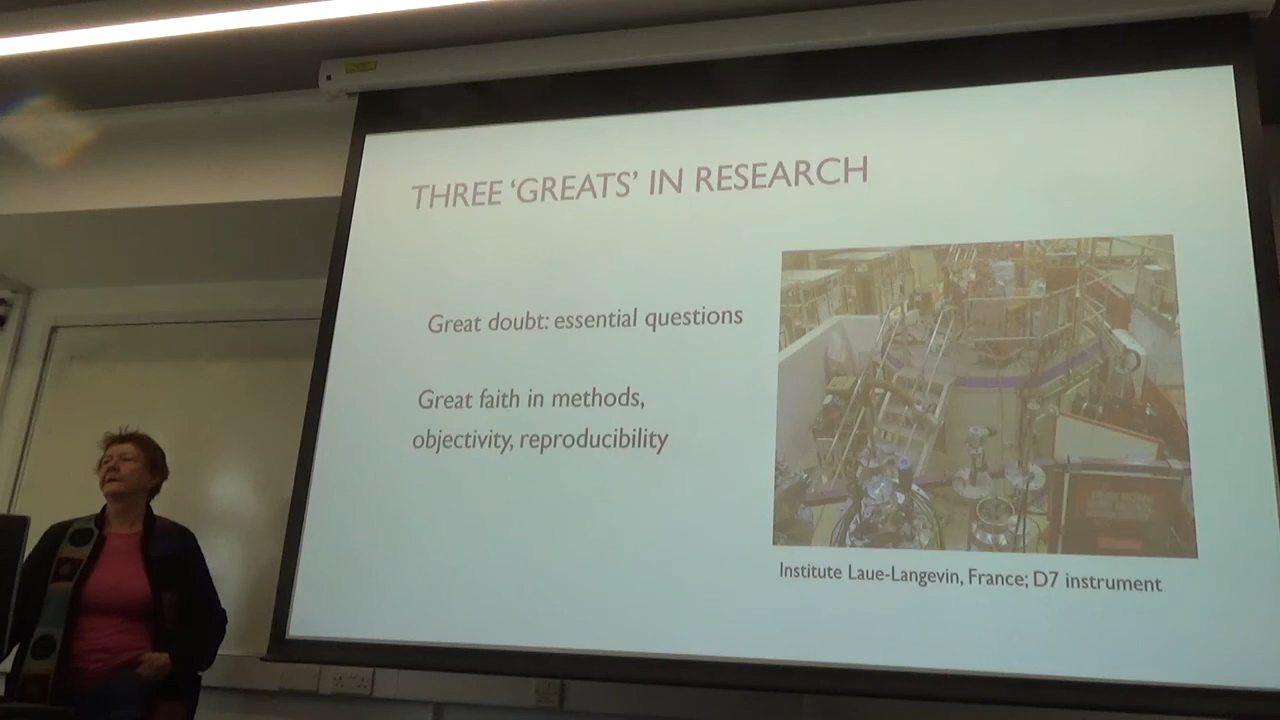 THREE ‘GREATS’ IN RESEARCH
Great doubt: essential questions
Great faith in methods,
objectivity, reproducibility
Institute Laue-Langevin, France; D7 instrument